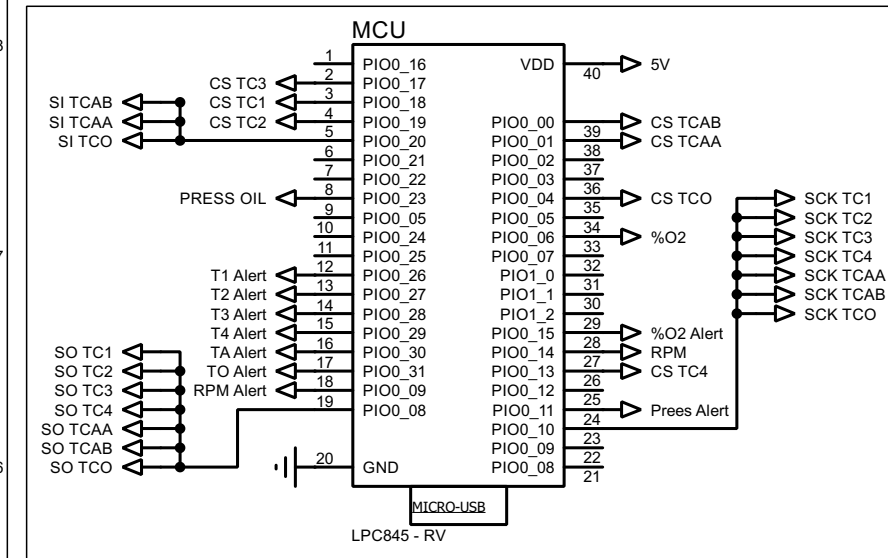 MCU
1 PIO0_16 VDD 40 5V
CS TC3 2 PIO0_17
SI TCAB CS TC1 3 PIO0_18
SI TCAA CS TC2 4 PIO0_19 PIO0_00 39 CS TCAB
SI TCO 5 PIO0_20 PIO0_01 38 CS TCAA
6 PIO0_21 PIO0_02 37
7 PIO0_22 PIO0_03 36
PRESS OIL 8 PIO0_23 PIO0_04 35 CS TCO SCK TC1
9 PIO0_05 PIO0_05 34 SCK TC2
10 PIO0_24 PIO0_06 33 %O2 SCK TC3
7
11 PIO0_25 PIO0_07 32 SCK TC4
T1 Alert 12 PIO0_26 PIO1_0 31 SCK TCAA
T2 Alert 13 PIO0_27 PIO1_1 30 SCK TCAB
T3 Alert 14 PIO0_28 PIO1_2 29 SCK TCO
T4 Alert 15 PIO0_29 PIO0_15 28 %O2 Alert
SO TC1 TA Alert 16 PIO0_30 PIO0_14 27 RPM
SO TC2 TO Alert 17 PIO0_31 PIO0_13 26 CS TC4
SO TC3 RPM Alert 18 PIO0_09 PIO0_12 25
SO TC4 19 PIO0_08 PIO0_11 24 Prees Alert
SO TCAA PIO0_10 23
SO TCAB PIO0_09 22
6
SO TCO 20 GND PIO0_08 21
MICRO-USB
LPC845 - RV